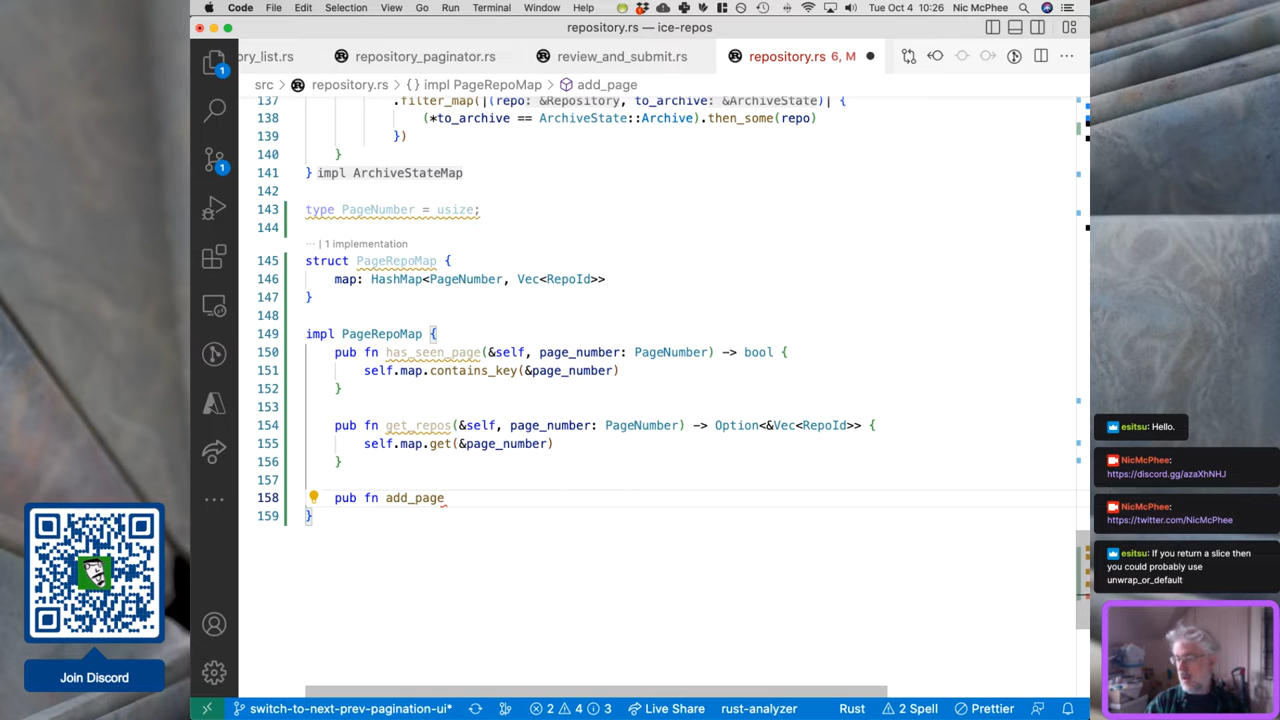 Code File Edit Selection View Go Run Terminal Window Help Tue Oct 4 10:26 Nic McPhee
repository.rs — ice-repos
ory_list.rs repository_paginator.rs review_and_submit.rs repository.rs 6, M
src > repository.rs > {} impl PageRepoMap > add_page
137 .filter_map(|(repo: &Repository, to_archive: &ArchiveState)| {
138 (*to_archive == ArchiveState::Archive).then_some(repo)
139 })
140 }
141 } impl ArchiveStateMap
142
143 type PageNumber = usize;
144
... | 1 implementation
145 struct PageRepoMap {
146 map: HashMap<PageNumber, Vec<RepoId>>
147 }
148
149 impl PageRepoMap {
150 pub fn has_seen_page(&self, page_number: PageNumber) -> bool {
151 self.map.contains_key(&page_number)
152 }
153
154 pub fn get_repos(&self, page_number: PageNumber) -> Option<&Vec<RepoId>> {
155 self.map.get(&page_number)
156 }
157
158 pub fn add_page
159 }
1
1
esitsu: Hello.
NicMcPhee:
https://discord.gg/azaXhNHJ
NicMcPhee:
https://twitter.com/NicMcPhee
esitsu: If you return a slice then
you could probably use
unwrap_or_default
Join Discord
switch-to-next-prev-pagination-ui* 2 4 3 Live Share rust-analyzer Rust 2 Spell Prettier